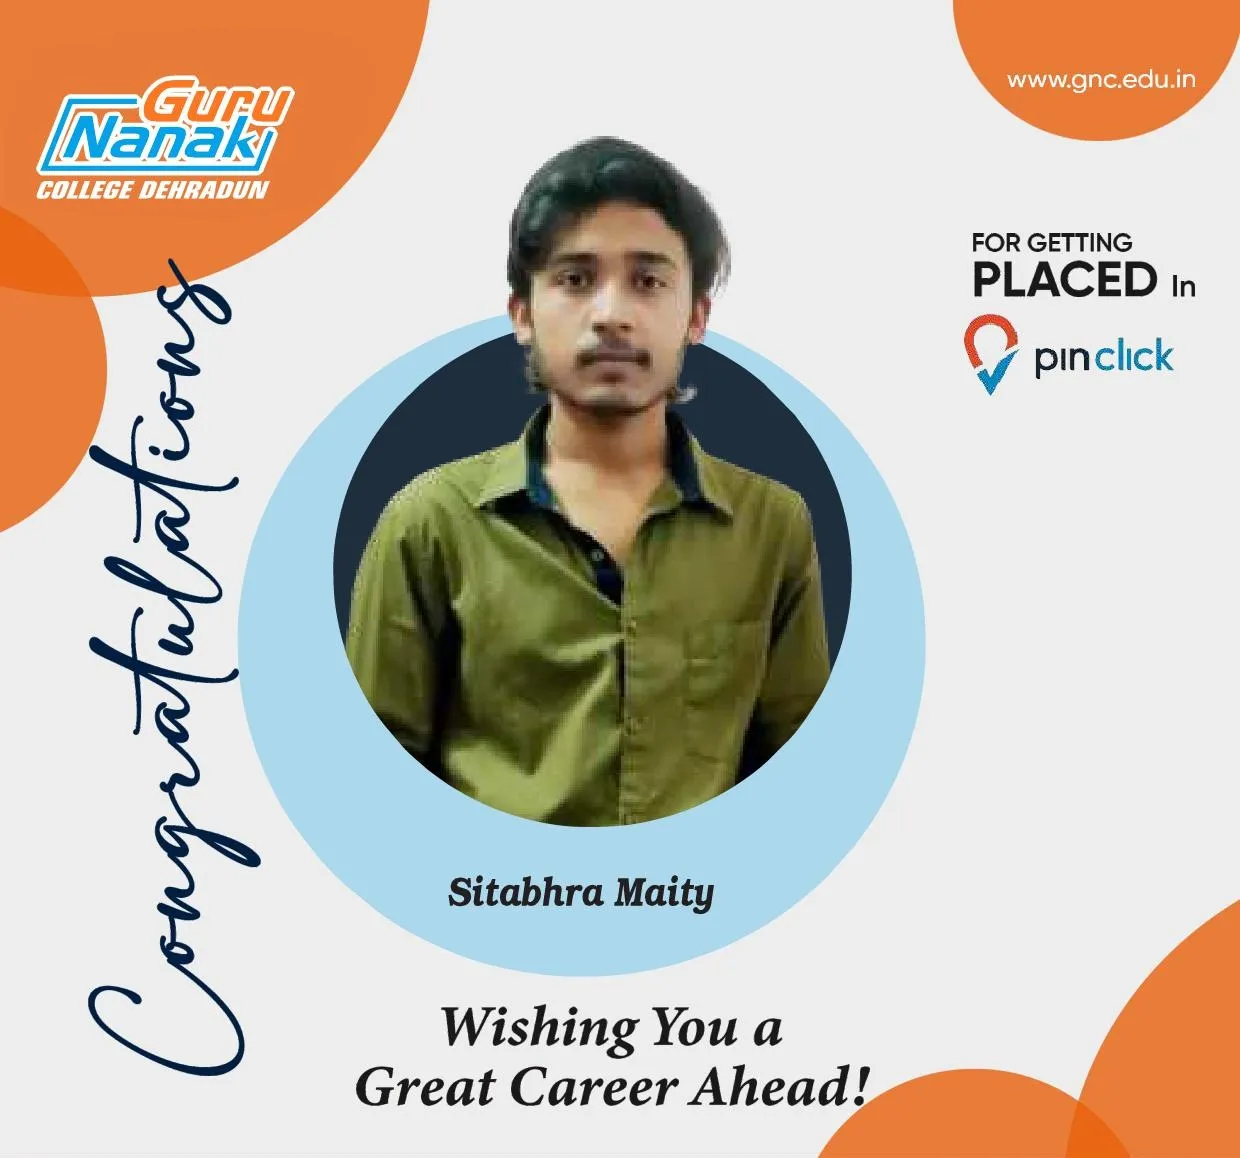 Guru
Nanak
COLLEGE DEHRADUN
www.gnc.edu.in
FOR GETTING
PLACED In
pinclick
Congratulations
Sitabhra Maity
Wishing You a
Great Career Ahead!